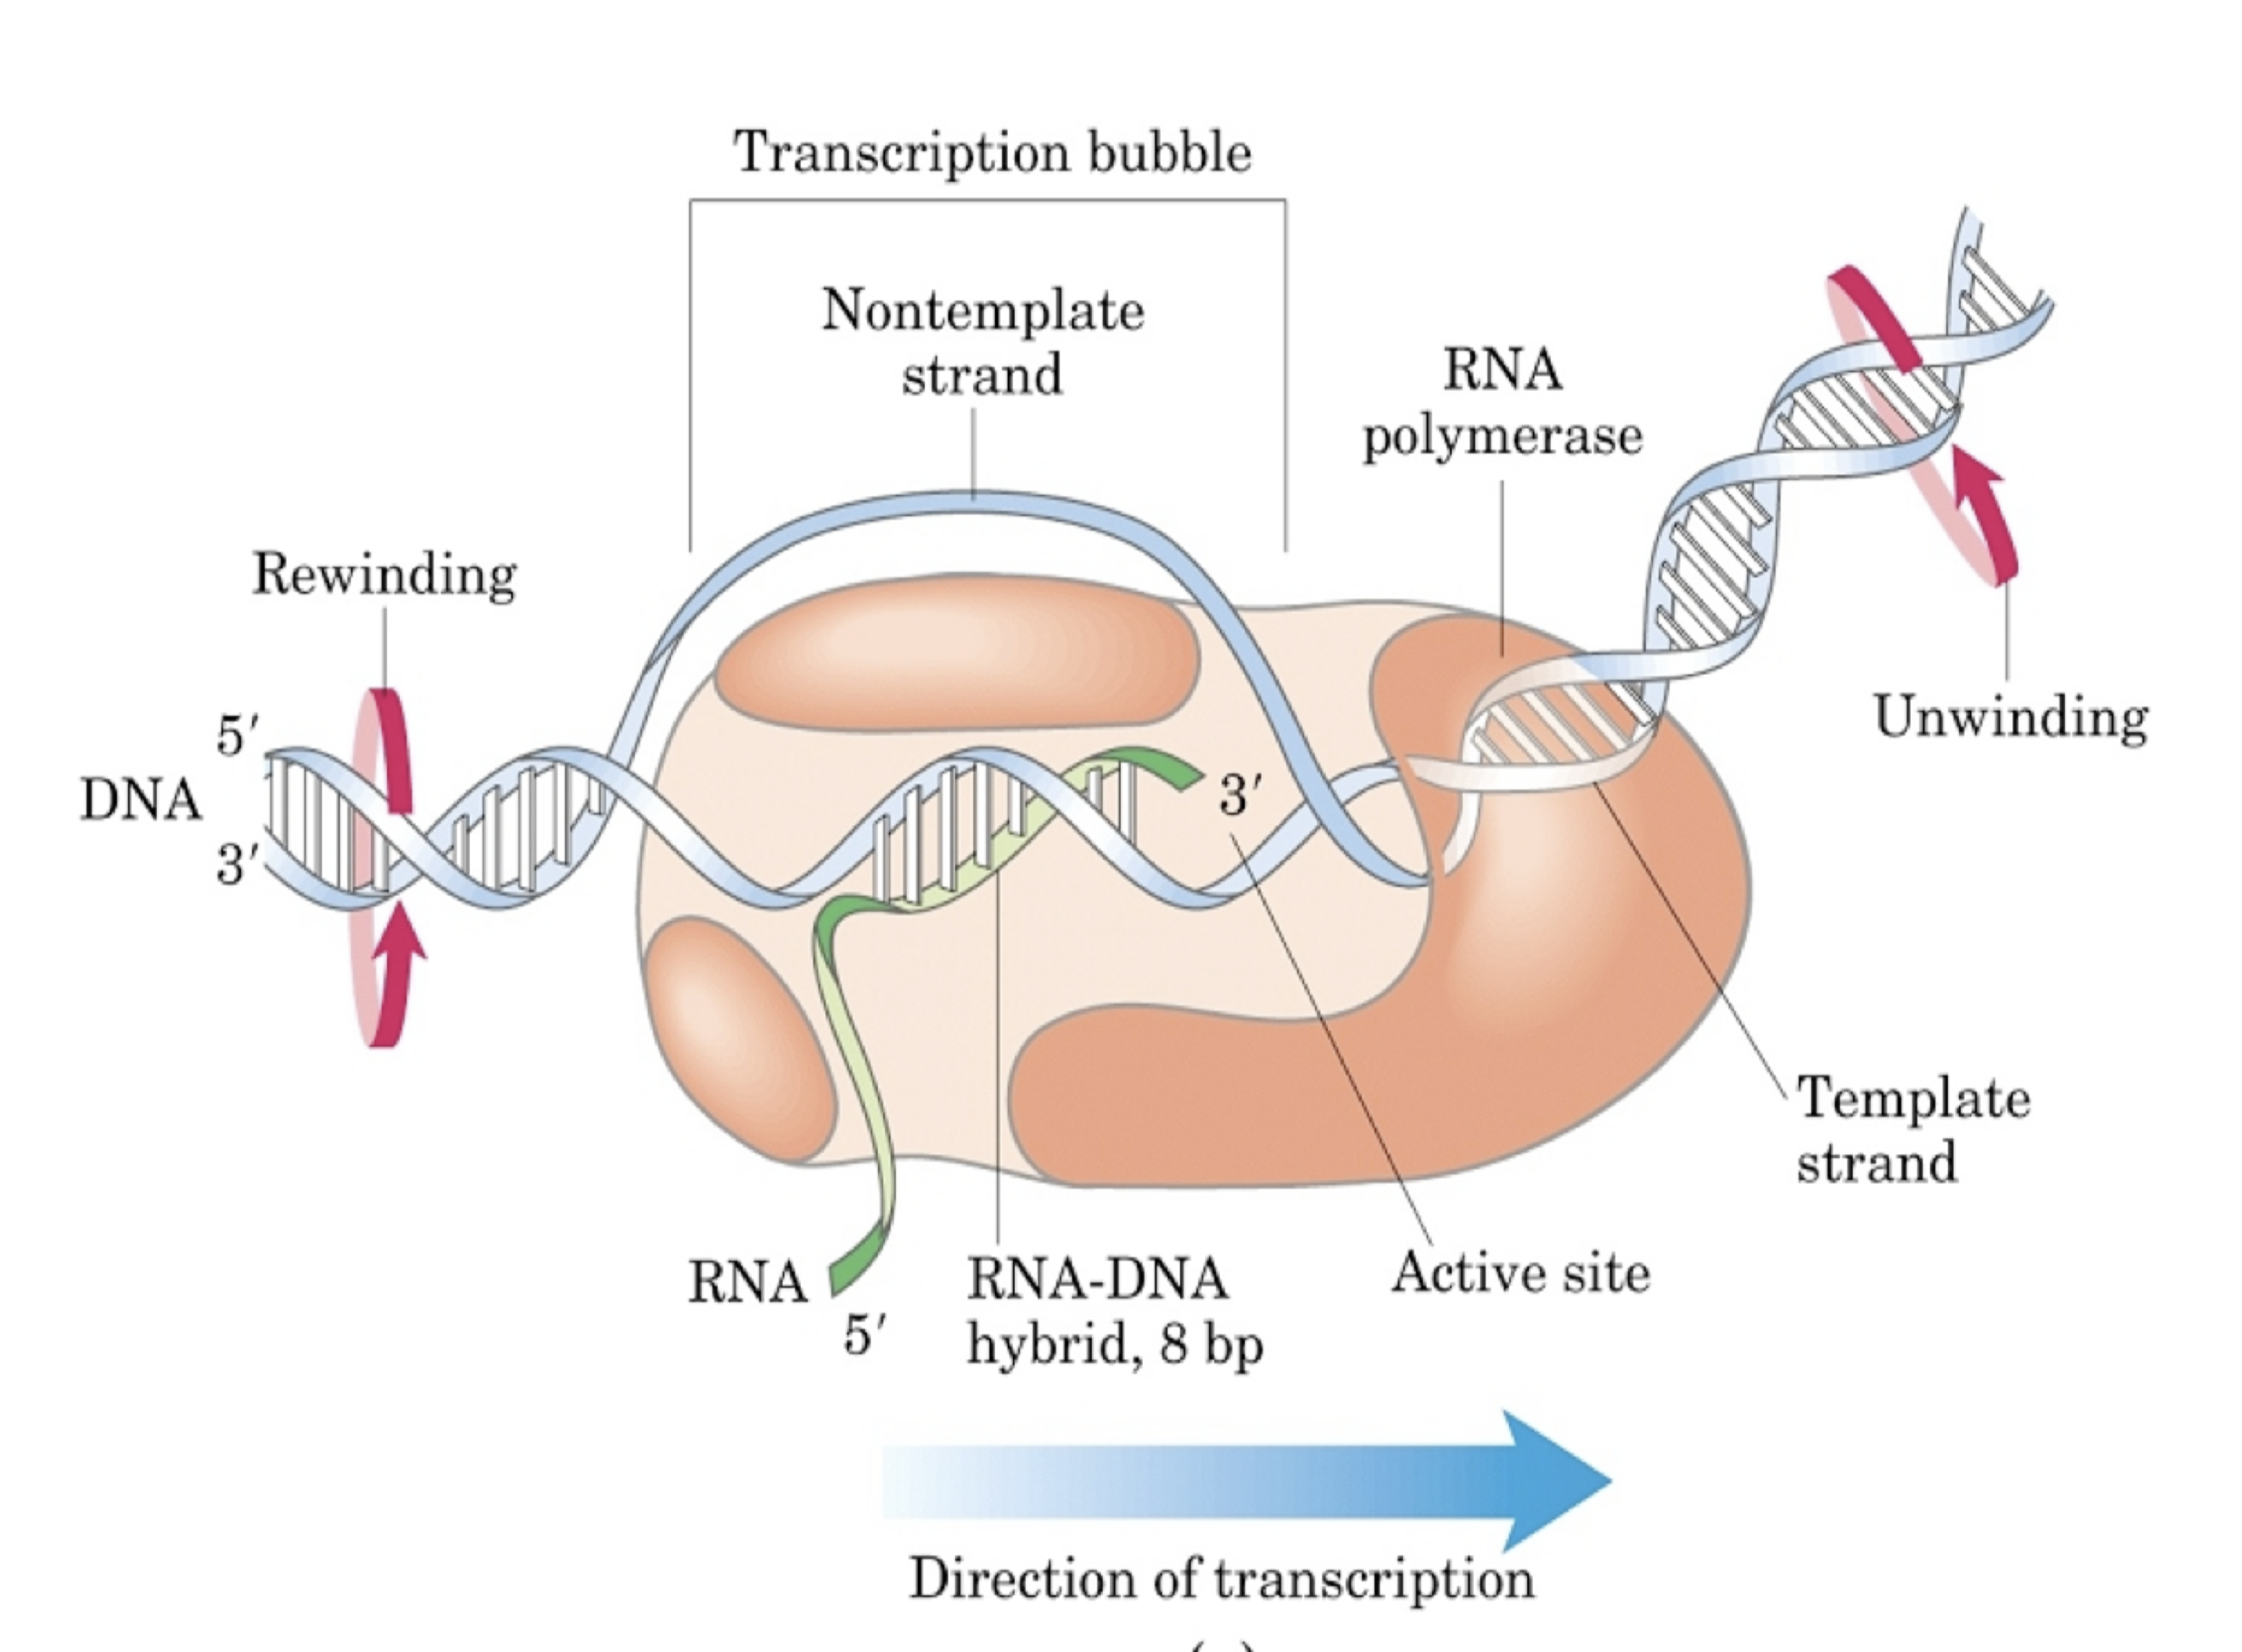 Transcription bubble
Nontemplate
strand
RNA
polymerase
Rewinding
Unwinding
5′
DNA
3′
3′
Template
strand
RNA
5′
RNA-DNA
hybrid, 8 bp
Active site
Direction of transcription